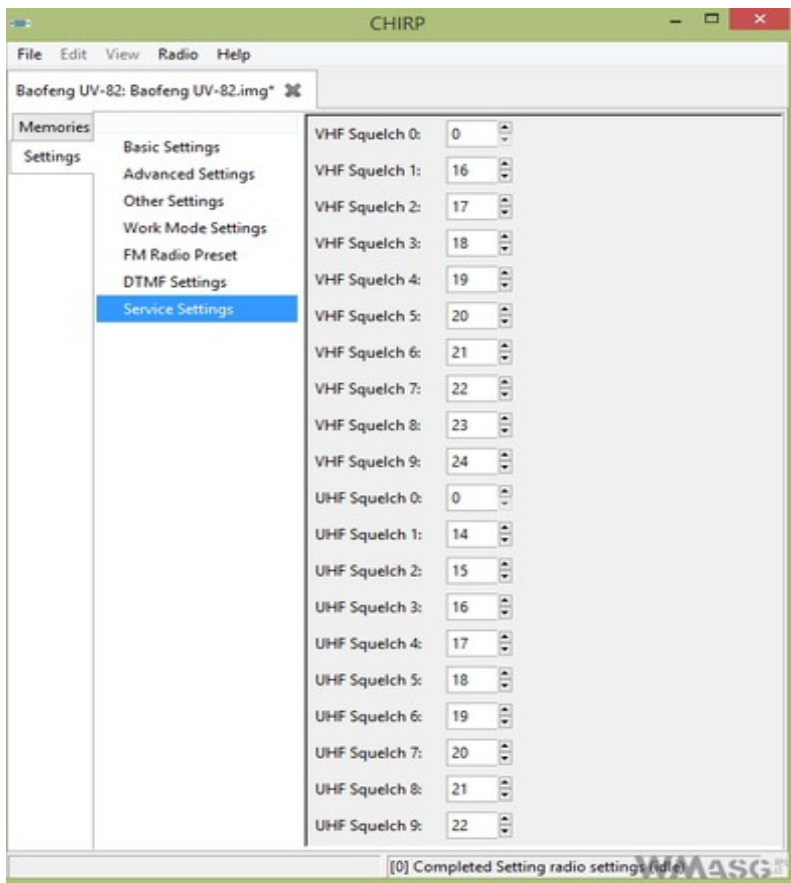 CHIRP
File Edit View Radio Help
Baofeng UV-82: Baofeng UV-82.img*
Memories
Settings
Basic Settings
Advanced Settings
Other Settings
Work Mode Settings
FM Radio Preset
DTMF Settings
Service Settings
VHF Squelch 0: 0
VHF Squelch 1: 16
VHF Squelch 2: 17
VHF Squelch 3: 18
VHF Squelch 4: 19
VHF Squelch 5: 20
VHF Squelch 6: 21
VHF Squelch 7: 22
VHF Squelch 8: 23
VHF Squelch 9: 24
UHF Squelch 0: 0
UHF Squelch 1: 14
UHF Squelch 2: 15
UHF Squelch 3: 16
UHF Squelch 4: 17
UHF Squelch 5: 18
UHF Squelch 6: 19
UHF Squelch 7: 20
UHF Squelch 8: 21
UHF Squelch 9: 22
[0] Completed Setting radio settings (idle)
WMASG